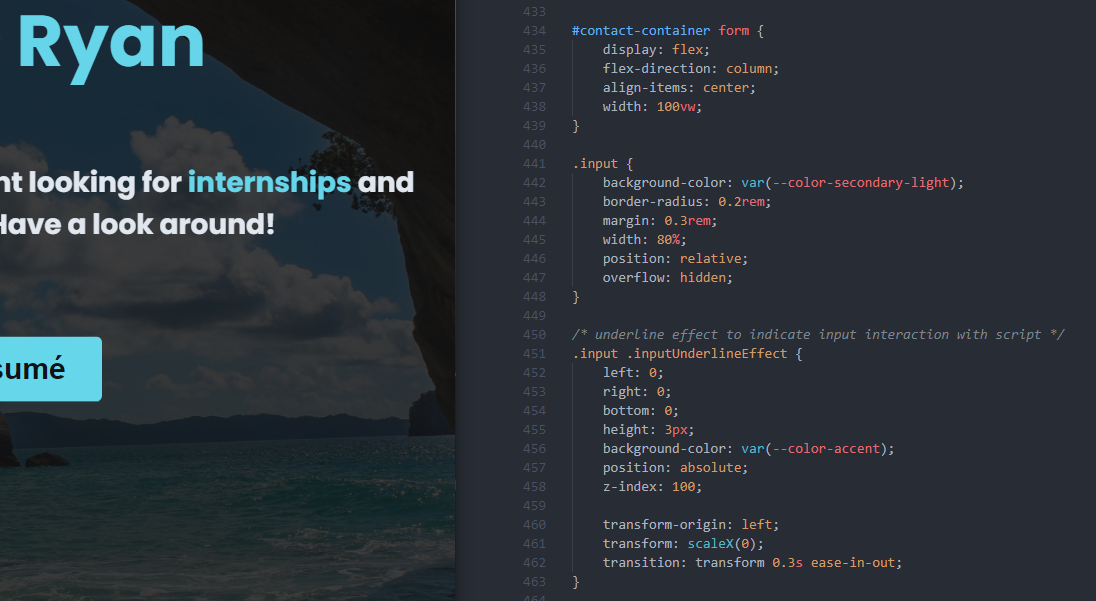 Ryan
nt looking for internships and
Have a look around!
sumé
433
434 #contact-container form {
435 display: flex;
436 flex-direction: column;
437 align-items: center;
438 width: 100vw;
439 }
440
441 .input {
442 background-color: var(--color-secondary-light);
443 border-radius: 0.2rem;
444 margin: 0.3rem;
445 width: 80%;
446 position: relative;
447 overflow: hidden;
448 }
449
450 /* underline effect to indicate input interaction with script */
451 .input .inputUnderlineEffect {
452 left: 0;
453 right: 0;
454 bottom: 0;
455 height: 3px;
456 background-color: var(--color-accent);
457 position: absolute;
458 z-index: 100;
459
460 transform-origin: left;
461 transform: scaleX(0);
462 transition: transform 0.3s ease-in-out;
463 }
464